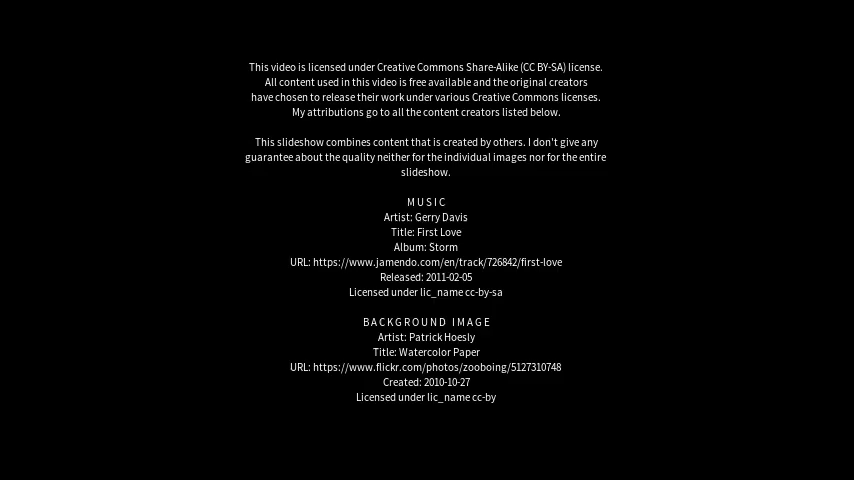 This video is licensed under Creative Commons Share-Alike (CC BY-SA) license.
All content used in this video is free available and the original creators
have chosen to release their work under various Creative Commons licenses.
My attributions go to all the content creators listed below.
This slideshow combines content that is created by others. I don't give any
guarantee about the quality neither for the individual images nor for the entire
slideshow.
M U S I C
Artist: Gerry Davis
Title: First Love
Album: Storm
URL: https://www.jamendo.com/en/track/726842/first-love
Released: 2011-02-05
Licensed under lic_name cc-by-sa
B A C K G R O U N D   I M A G E
Artist: Patrick Hoesly
Title: Watercolor Paper
URL: https://www.flickr.com/photos/zooboing/5127310748
Created: 2010-10-27
Licensed under lic_name cc-by